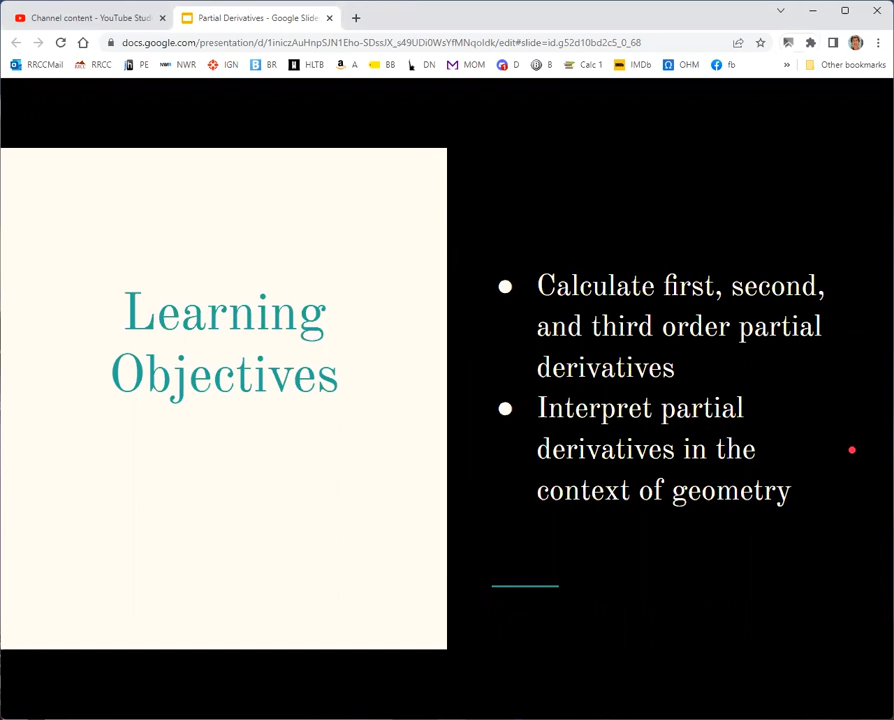 Channel content - YouTube Studi
Partial Derivatives - Google Slide
docs.google.com/presentation/d/1iniczAuHnpSJN1Eho-SDssJX_s49UDi0WsYfMNqoIdk/edit#slide=id.g52d10bd2c5_0_68
RRCCMail RRCC PE NWR IGN BR HLTB A BB DN MOM D B Calc 1 IMDb OHM fb » Other bookmarks
Learning
Objectives
● Calculate first, second,
and third order partial
derivatives
● Interpret partial
derivatives in the
context of geometry